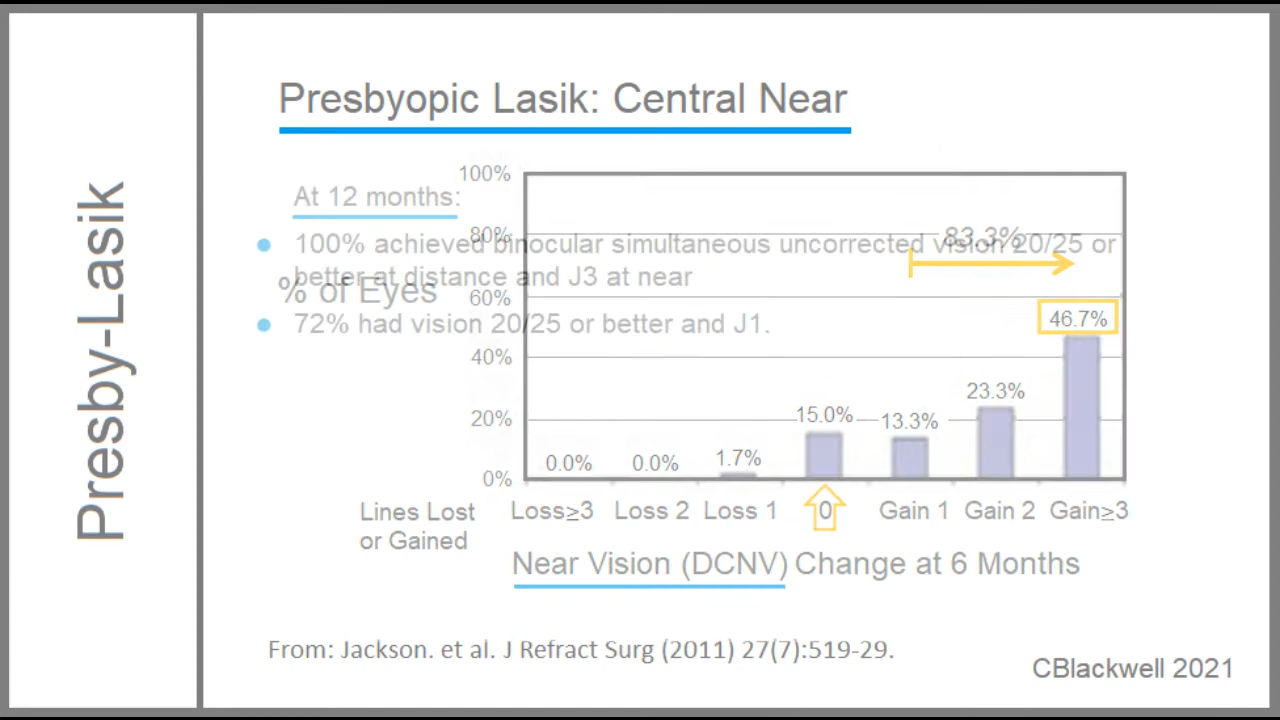 Presby-Lasik
Presbyopic Lasik: Central Near
At 12 months:
100% achieved binocular simultaneous uncorrected vision 20/25 or
better at distance and J3 at near
72% had vision 20/25 or better and J1.
% of Eyes
100%
80%
60%
40%
20%
0%
83.3%
46.7%
23.3%
15.0%
13.3%
1.7%
0.0%
0.0%
Lines Lost
or Gained
Loss≥3 Loss 2 Loss 1 0 Gain 1 Gain 2 Gain≥3
Near Vision (DCNV) Change at 6 Months
From: Jackson. et al. J Refract Surg (2011) 27(7):519-29.
CBlackwell 2021